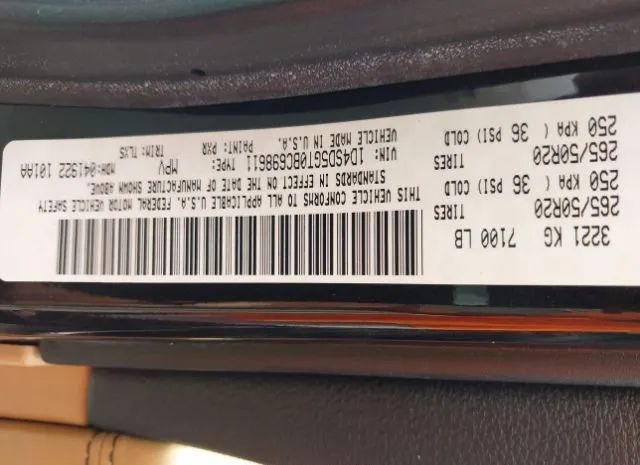 3221 KG 7100 LB
265/50R20 TIRES
250 KPA ( 36 PSI) COLD
265/50R20 TIRES
250 KPA ( 36 PSI) COLD
THIS VEHICLE CONFORMS TO ALL APPLICABLE U.S.A. FEDERAL MOTOR VEHICLE SAFETY
STANDARDS IN EFFECT ON THE DATE OF MANUFACTURE SHOWN ABOVE.
VIN: 1D4SD5GT0BC698611 TYPE: MPV MDH:041922 101AA
VEHICLE MADE IN U.S.A. PAINT: PXR TRIM: TLXS